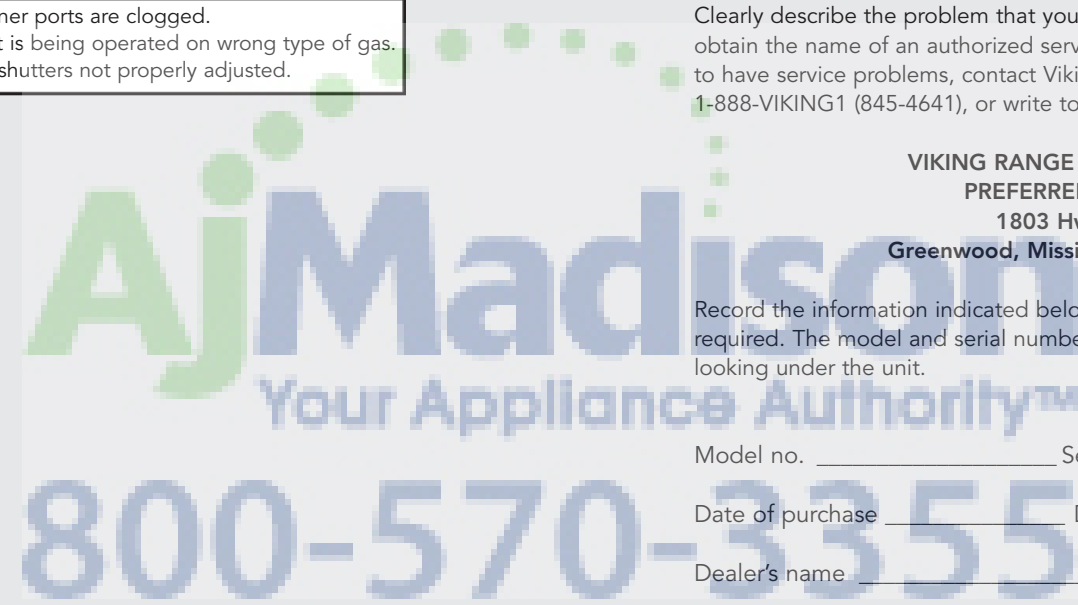 ner ports are clogged.
t is being operated on wrong type of gas.
shutters not properly adjusted.
Clearly describe the problem that you
obtain the name of an authorized serv
to have service problems, contact Viki
1-888-VIKING1 (845-4641), or write to
VIKING RANGE
PREFERRE
1803 Hw
Greenwood, Missi
Record the information indicated belo
required. The model and serial numbe
looking under the unit.
Model no. ____________________ Se
Date of purchase _______________ D
Dealer's name __________________
AjMadison
Your Appliance Authority™
800-570-3355